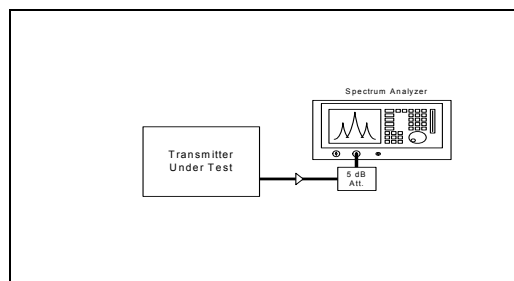 Spectrum Analyzer
Transmitter
Under Test
5 dB
Att.